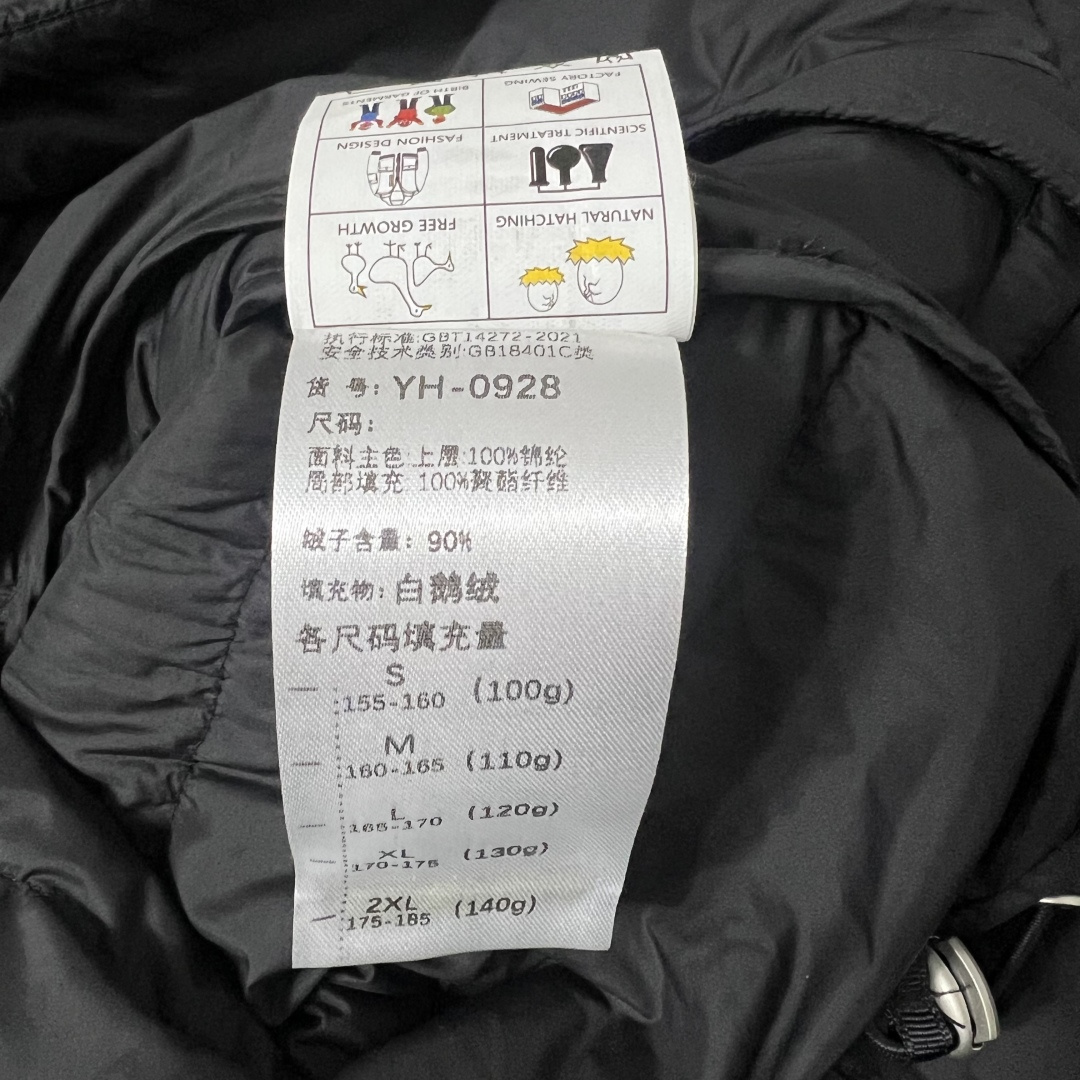 FACTORY SEWING
BIRTH OF GARMENTS
SCIENTIFIC TREATMENT
FASHION DESIGN
NATURAL HATCHING
FREE GROWTH
执行标准:GBT14272-2021
安全技术类别:GB18401C类
货 号: YH-0928
尺码:
面料主色 上层:100%锦纶
局部填充: 100%聚酯纤维
绒子含量: 90%
填充物: 白鹅绒
各尺码填充量
S
155-160 (100g)
M
160-165 (110g)
L
165-170 (120g)
XL
170-175 (130g)
2XL
175-185 (140g)